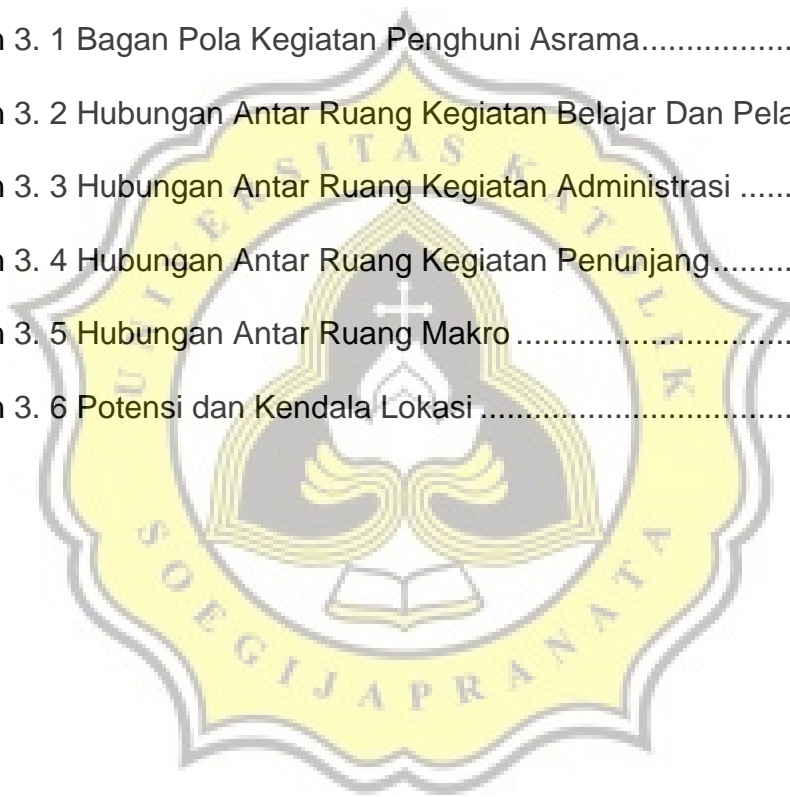 n 3. 1 Bagan Pola Kegiatan Penghuni Asrama....................
n 3. 2 Hubungan Antar Ruang Kegiatan Belajar Dan Pela
n 3. 3 Hubungan Antar Ruang Kegiatan Administrasi ......
n 3. 4 Hubungan Antar Ruang Kegiatan Penunjang.........
n 3. 5 Hubungan Antar Ruang Makro ...............................
n 3. 6 Potensi dan Kendala Lokasi ...................................
UNIVERSITAS KATOLIK
SOEGIJAPRANATA